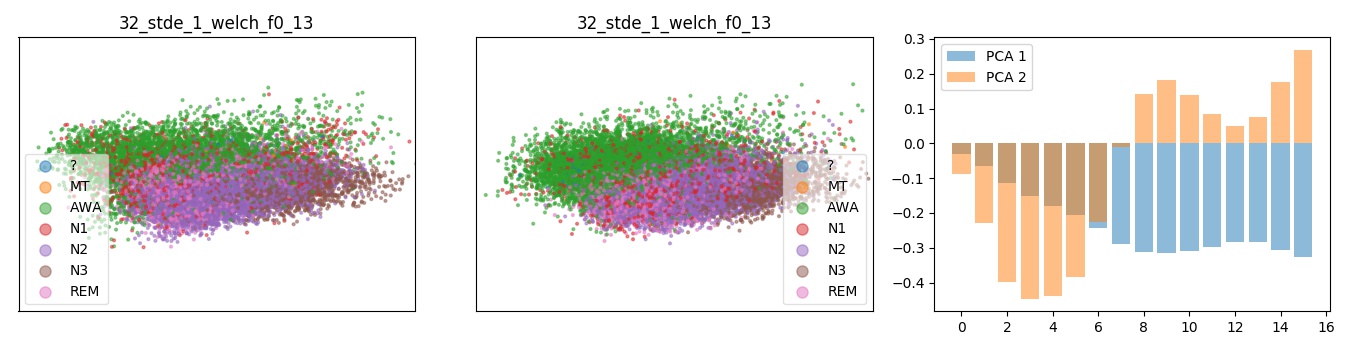 32_stde_1_welch_f0_13
?
MT
AWA
N1
N2
N3
REM
32_stde_1_welch_f0_13
?
MT
AWA
N1
N2
N3
REM
PCA 1
PCA 2
0.3
0.2
0.1
0.0
−0.1
−0.2
−0.3
−0.4
0 2 4 6 8 10 12 14 16